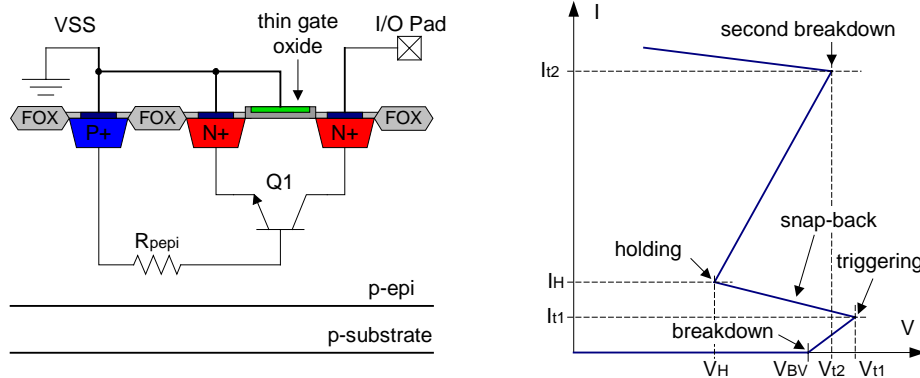 VSS
thin gate
oxide
I/O Pad
FOX
P+
FOX
N+
N+
FOX
Q1
Rpepi
p-epi
p-substrate
I
second breakdown
It2
snap-back
holding
triggering
IH
It1
breakdown
V
VH
VBV
Vt2
Vt1